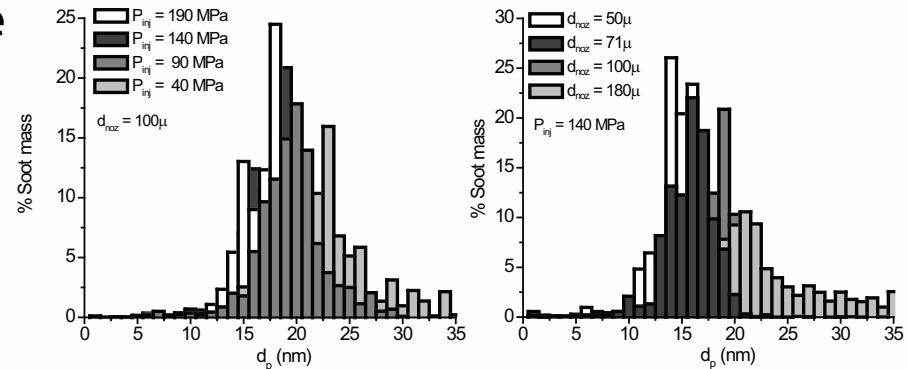 e
25
20
15
10
5
0
% Soot mass
P_inj = 190 MPa
P_inj = 140 MPa
P_inj = 90 MPa
P_inj = 40 MPa
d_noz = 100μ
0 5 10 15 20 25 30 35
d_p (nm)
30
25
20
15
10
5
0
% Soot mass
d_noz = 50μ
d_noz = 71μ
d_noz = 100μ
d_noz = 180μ
P_inj = 140 MPa
0 5 10 15 20 25 30 35
d_p (nm)